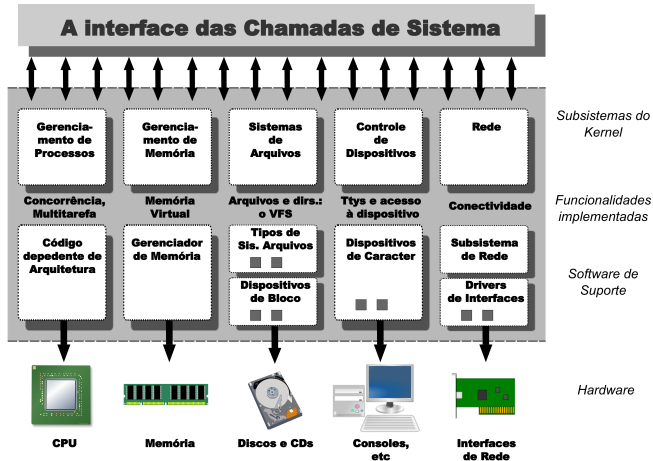 A interface das Chamadas de Sistema
Subsistemas do
Kernel
Gerencia-
mento de
Processos
Gerencia-
mento de
Memória
Sistemas
de
Arquivos
Controle
de
Dispositivos
Rede
Concorrência,
Multitarefa
Memória
Virtual
Arquivos e dirs.:
o VFS
Ttys e acesso
à dispositivo
Conectividade
Funcionalidades
implementadas
Código
depedente de
Arquitetura
Gerenciador
de Memória
Tipos de
Sis. Arquivos
Dispositivos
de Bloco
Dispositivos
de Caracter
Subsistema
de Rede
Drivers
de Interfaces
Software de
Suporte
Hardware
CPU
Memória
Discos e CDs
Consoles,
etc
Interfaces
de Rede